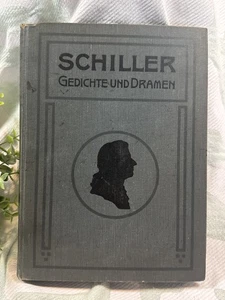 SCHILLER
GEDICHTE UND DRAMEN